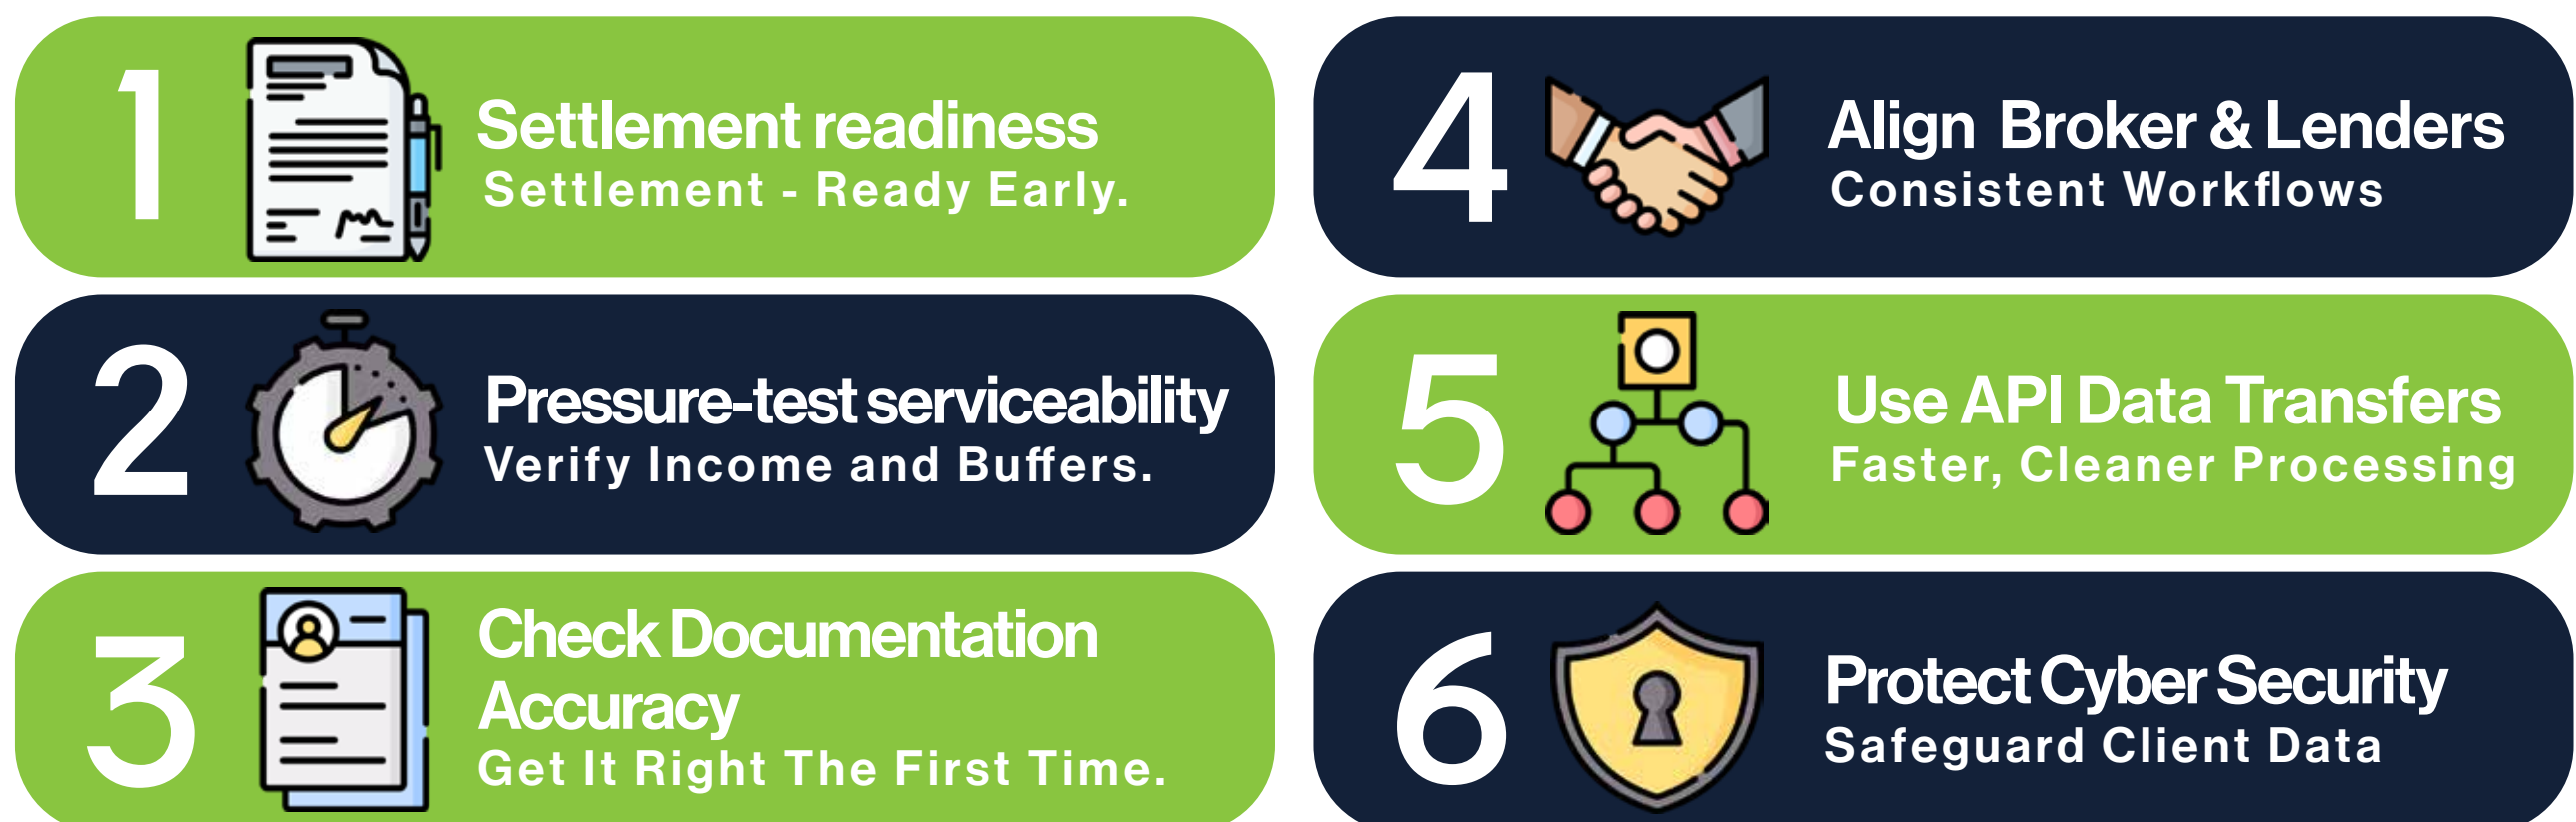 1
Settlement readiness
Settlement - Ready Early.
2
Pressure-test serviceability
Verify Income and Buffers.
3
Check Documentation
Accuracy
Get It Right The First Time.
4
Align Broker & Lenders
Consistent Workflows
5
Use API Data Transfers
Faster, Cleaner Processing
6
Protect Cyber Security
Safeguard Client Data